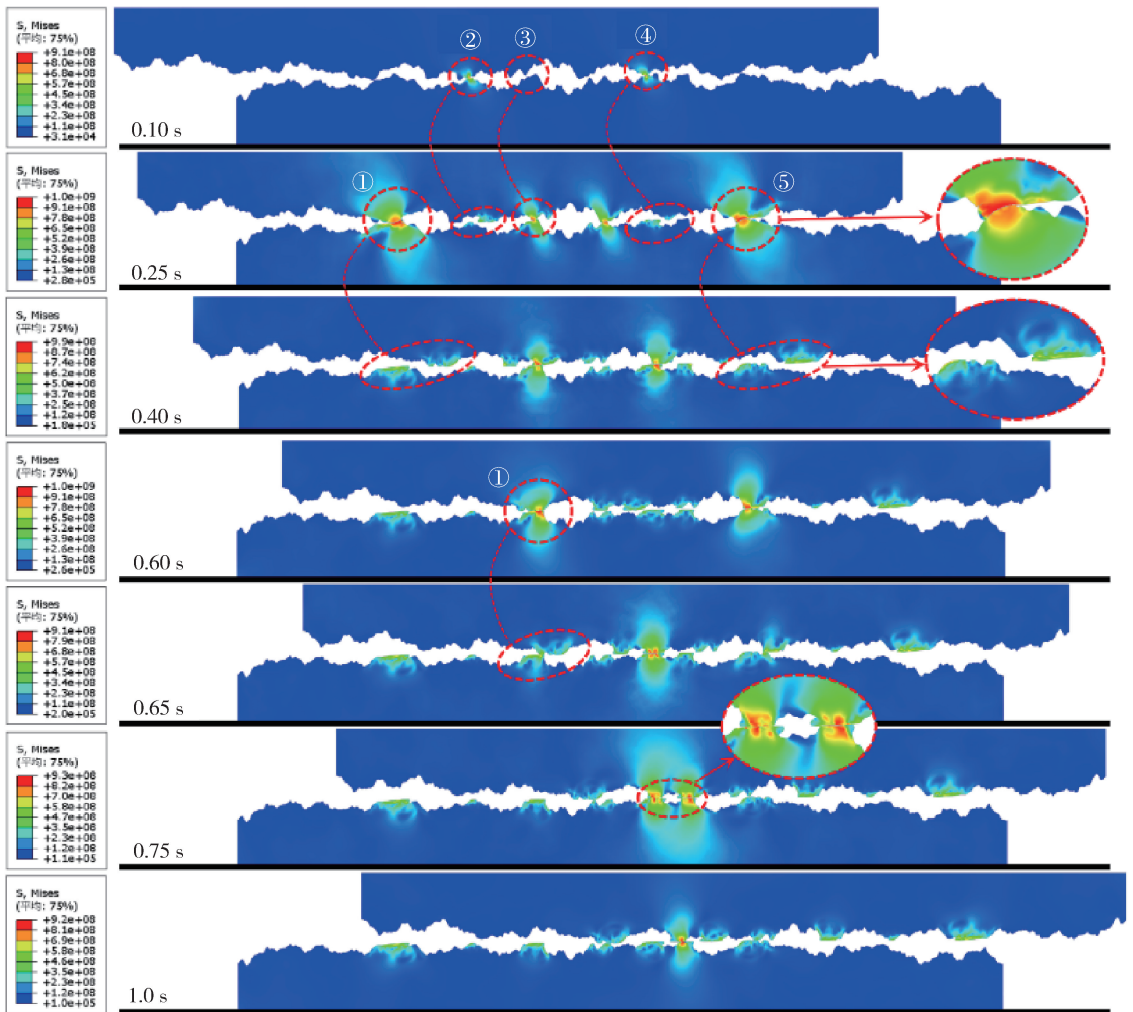 S, Mises
(平均: 75%)
+9.1e+08
+8.0e+08
+6.8e+08
+5.7e+08
+4.5e+08
+3.4e+08
+2.3e+08
+1.1e+08
+3.1e+04
0.10 s
②
③
④
S, Mises
(平均: 75%)
+1.0e+09
+9.1e+08
+7.8e+08
+6.5e+08
+5.2e+08
+3.9e+08
+2.6e+08
+1.3e+08
+2.8e+05
0.25 s
①
⑤
S, Mises
(平均: 75%)
+9.9e+08
+8.7e+08
+7.4e+08
+6.2e+08
+5.0e+08
+3.7e+08
+2.5e+08
+1.2e+08
+1.8e+05
0.40 s
S, Mises
(平均: 75%)
+1.0e+09
+9.1e+08
+7.8e+08
+6.5e+08
+5.2e+08
+3.9e+08
+2.6e+08
+1.3e+08
+2.6e+05
0.60 s
①
S, Mises
(平均: 75%)
+9.1e+08
+7.9e+08
+6.8e+08
+5.7e+08
+4.5e+08
+3.4e+08
+2.3e+08
+1.1e+08
+2.0e+05
0.65 s
S, Mises
(平均: 75%)
+9.3e+08
+8.2e+08
+7.0e+08
+5.8e+08
+4.7e+08
+3.5e+08
+2.3e+08
+1.2e+08
+1.1e+05
0.75 s
S, Mises
(平均: 75%)
+9.2e+08
+8.1e+08
+6.9e+08
+5.8e+08
+4.6e+08
+3.5e+08
+2.3e+08
+1.2e+08
+1.0e+05
1.0 s